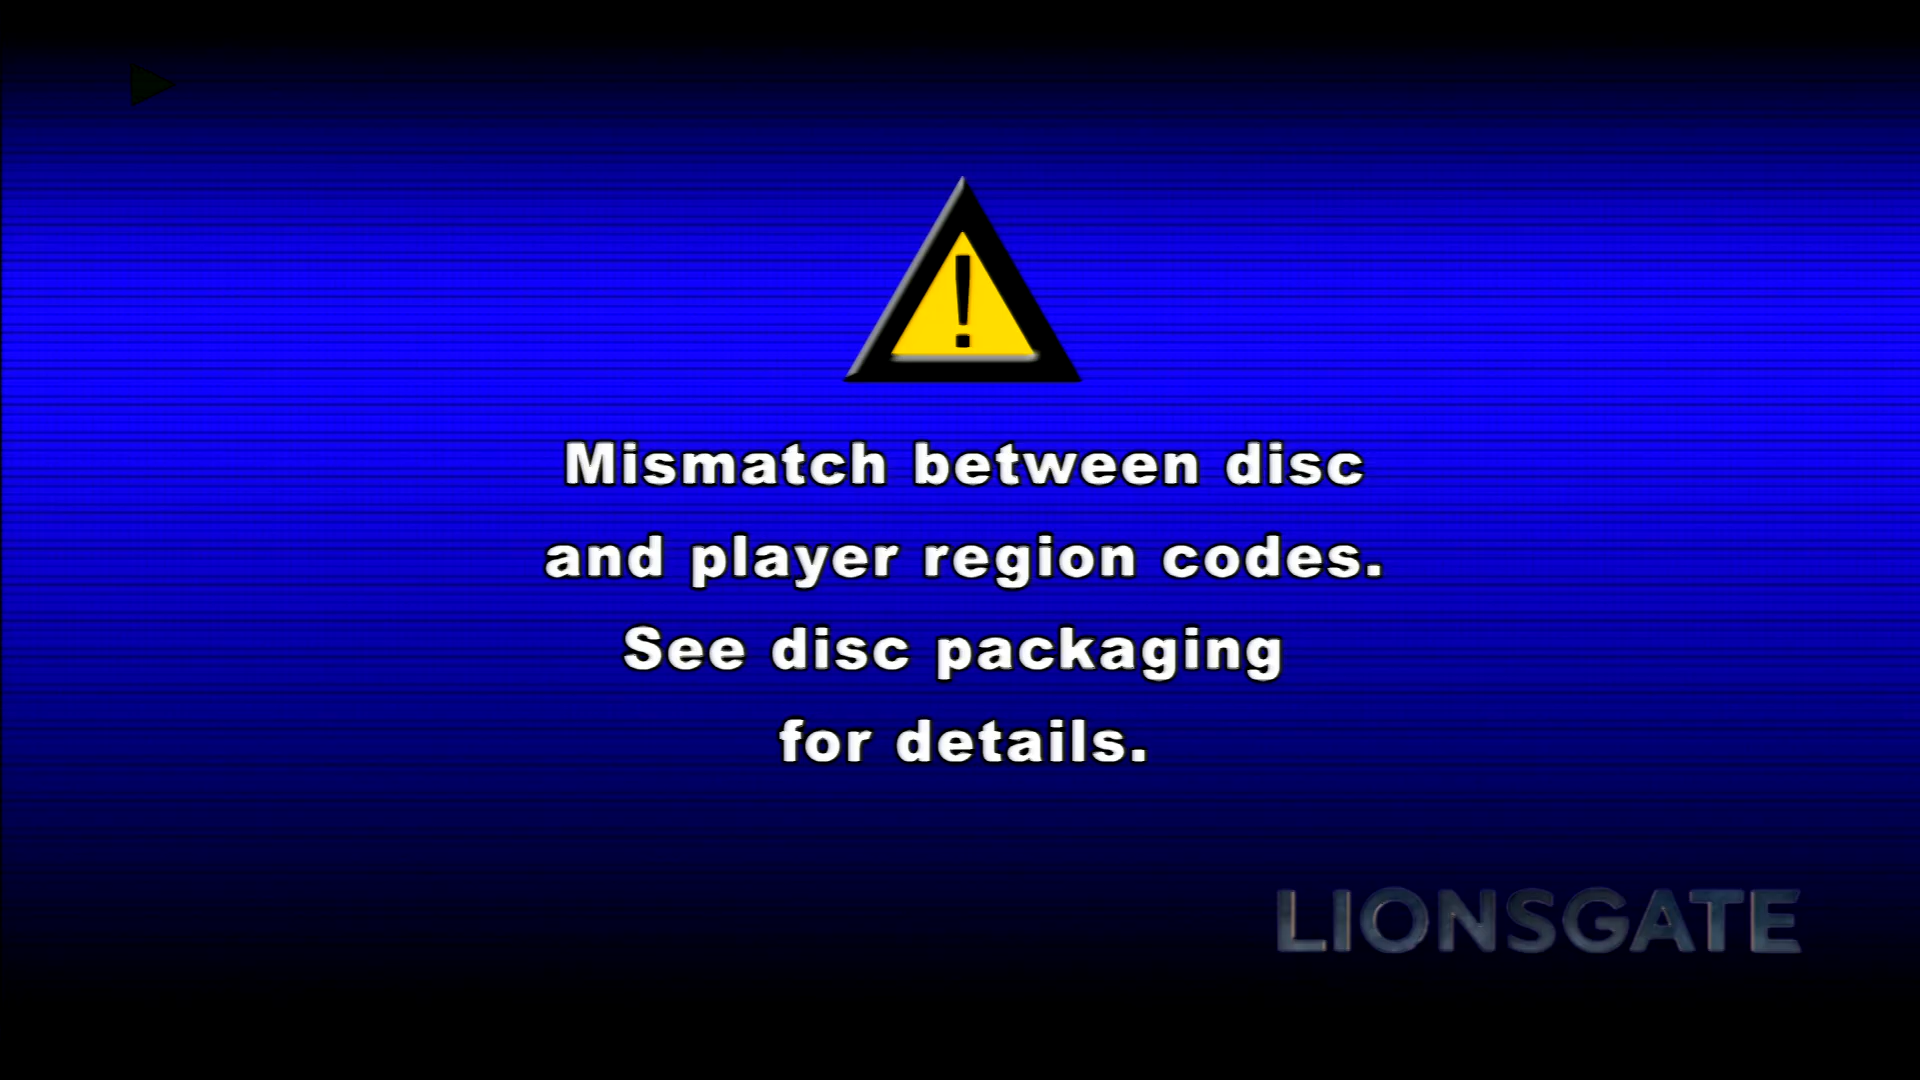 !
Mismatch between disc
and player region codes.
See disc packaging
for details.
LIONSGATE